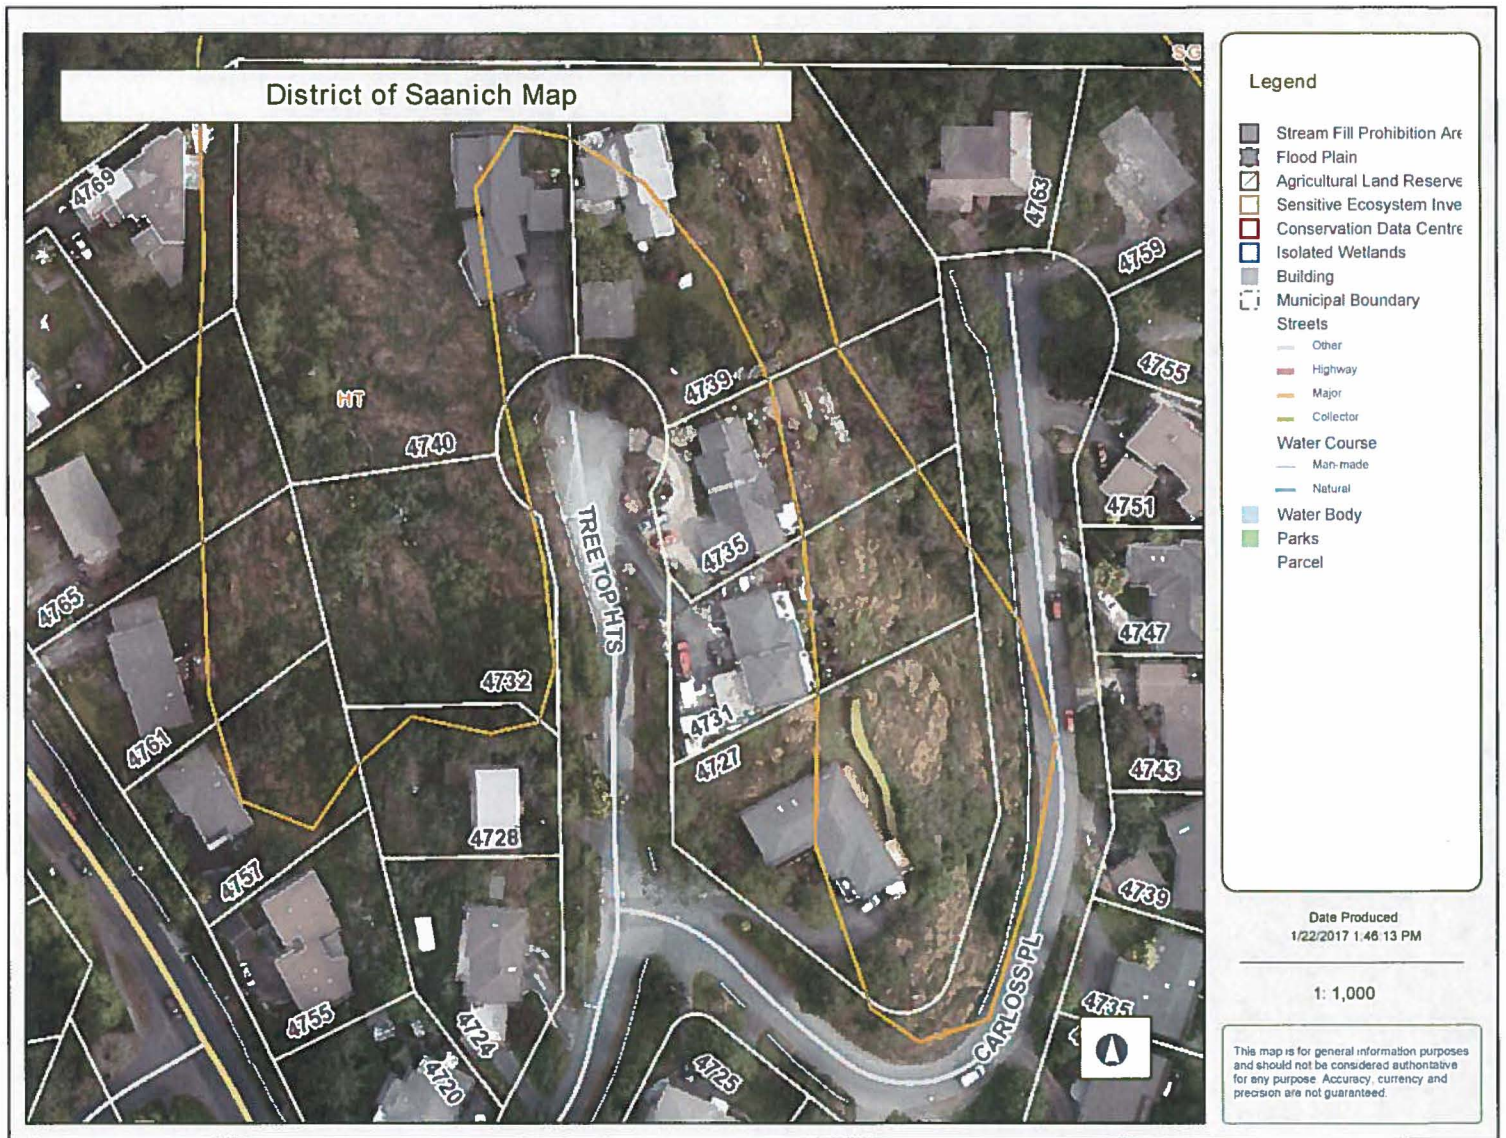 District of Saanich Map
SG
4769
4763
4759
HT
4739
4755
4740
4751
TREETOP HTS
4735
4765
4747
4732
4731
4761
4727
4743
4728
4757
4739
CARLOSS PL
4755
4724
4735
4725
4720
Legend
Stream Fill Prohibition Are
Flood Plain
Agricultural Land Reserve
Sensitive Ecosystem Inve
Conservation Data Centre
Isolated Wetlands
Building
Municipal Boundary
Streets
Other
Highway
Major
Collector
Water Course
Man-made
Natural
Water Body
Parks
Parcel
Date Produced
1/22/2017 1:46:13 PM
1: 1,000
This map is for general information purposes
and should not be considered authoritative
for any purpose. Accuracy, currency and
precision are not guaranteed.